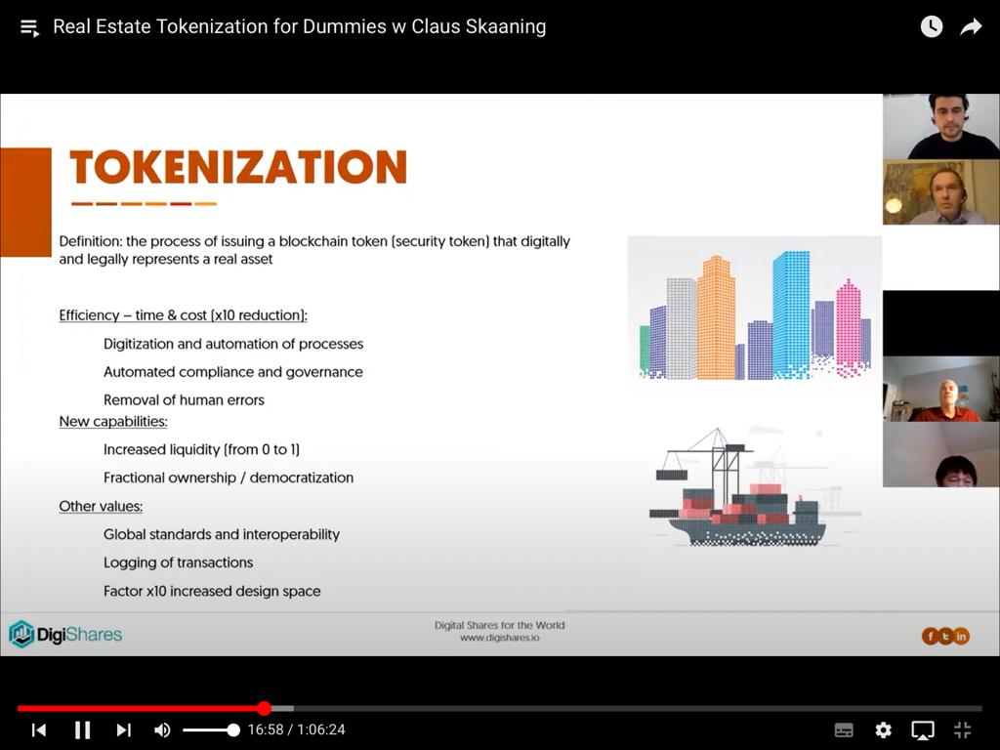 Real Estate Tokenization for Dummies w Claus Skaaning
TOKENIZATION
Definition: the process of issuing a blockchain token (security token) that digitally
and legally represents a real asset
Efficiency – time & cost (x10 reduction):
Digitization and automation of processes
Automated compliance and governance
Removal of human errors
New capabilities:
Increased liquidity (from 0 to 1)
Fractional ownership / democratization
Other values:
Global standards and interoperability
Logging of transactions
Factor x10 increased design space
DigiShares
Digital Shares for the World
www.digishares.io
f t in
16:58 / 1:06:24